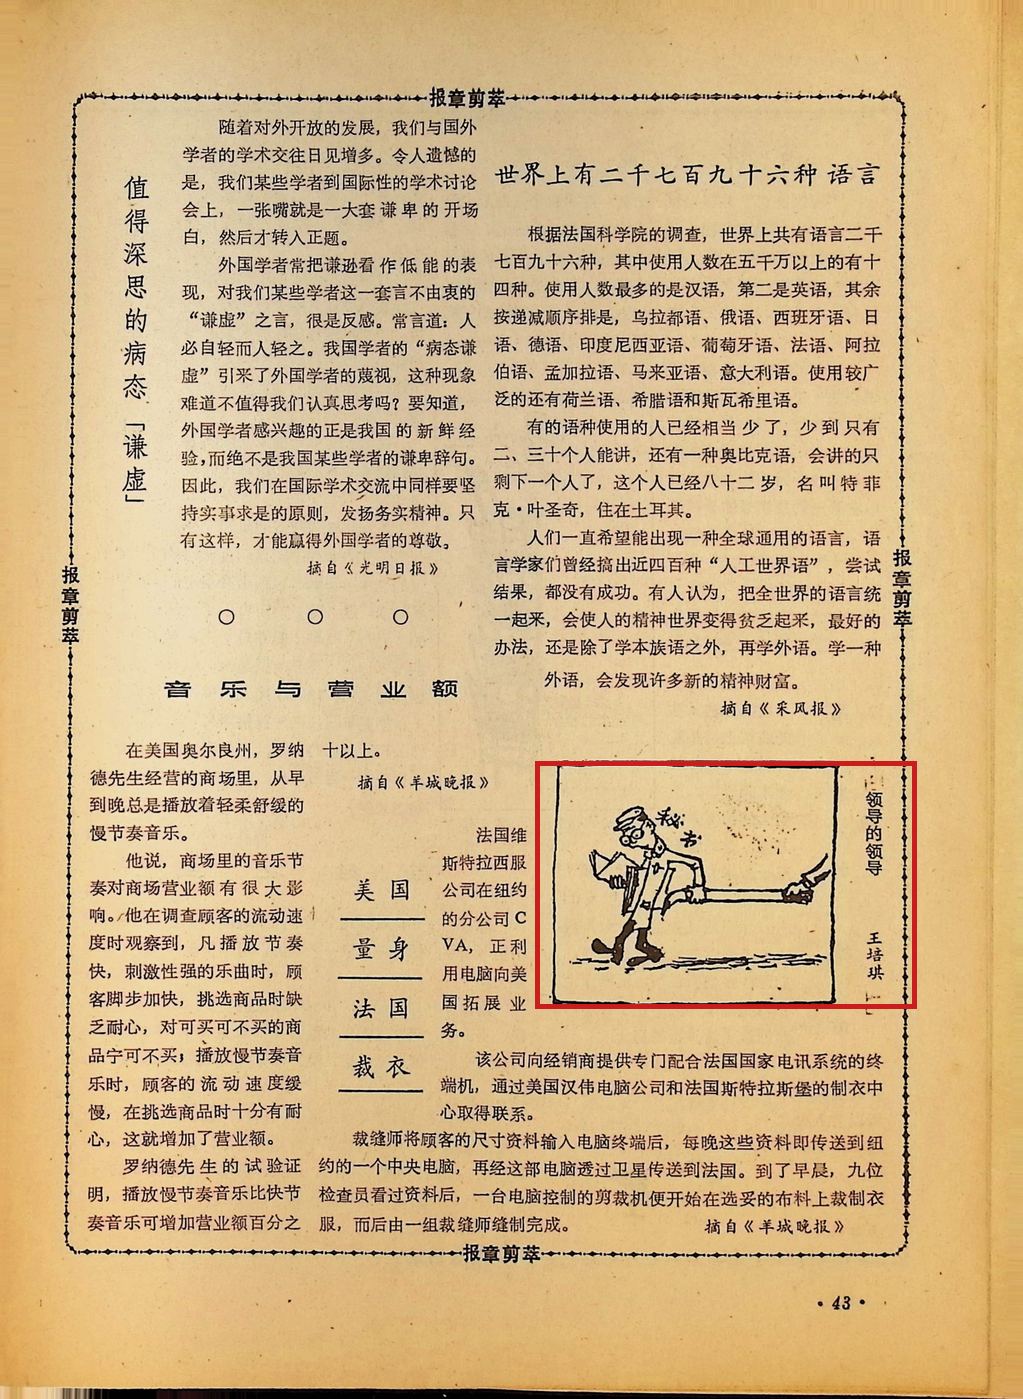 报章剪萃
值得深思的病态「谦虚」
随着对外开放的发展，我们与国外
学者的学术交往日见增多。令人遗憾的
是，我们某些学者到国际性的学术讨论
会上，一张嘴就是一大套谦卑的开场
白，然后才转入正题。
外国学者常把谦逊看作低能的表
现，对我们某些学者这一套言不由衷的
“谦虚”之言，很是反感。常言道：人
必自轻而人轻之。我国学者的“病态谦
虚”引来了外国学者的蔑视，这种现象
难道不值得我们认真思考吗？要知道，
外国学者感兴趣的正是我国的新鲜经
验，而绝不是我国某些学者的谦卑辞句。
因此，我们在国际学术交流中同样要坚
持实事求是的原则，发扬务实精神。只
有这样，才能赢得外国学者的尊敬。
摘自《光明日报》
○ ○ ○
世界上有二千七百九十六种语言
根据法国科学院的调查，世界上共有语言二千
七百九十六种，其中使用人数在五千万以上的有十
四种。使用人数最多的是汉语，第二是英语，其余
按递减顺序排是，乌拉都语、俄语、西班牙语、日
语、德语、印度尼西亚语、葡萄牙语、法语、阿拉
伯语、孟加拉语、马来亚语、意大利语。使用较广
泛的还有荷兰语、希腊语和斯瓦希里语。
有的语种使用的人已经相当少了，少到只有
二、三十个人能讲，还有一种奥比克语，会讲的只
剩下一个人了，这个人已经八十二岁，名叫特菲
克·叶圣奇，住在土耳其。
人们一直希望能出现一种全球通用的语言，语
言学家们曾经搞出近四百种“人工世界语”，尝试
结果，都没有成功。有人认为，把全世界的语言统
一起来，会使人的精神世界变得贫乏起来，最好的
办法，还是除了学本族语之外，再学外语。学一种
外语，会发现许多新的精神财富。
摘自《采风报》
报章剪萃
报章剪萃
音乐与营业额
在美国奥尔良州，罗纳
德先生经营的商场里，从早
到晚总是播放着轻柔舒缓的
慢节奏音乐。
他说，商场里的音乐节
奏对商场营业额有很大影
响。他在调查顾客的流动速
度时观察到，凡播放节奏
快，刺激性强的乐曲时，顾
客脚步加快，挑选商品时缺
乏耐心，对可买可不买的商
品宁可不买；播放慢节奏音
乐时，顾客的流动速度缓
慢，在挑选商品时十分有耐
心，这就增加了营业额。
罗纳德先生的试验证
明，播放慢节奏音乐比快节
奏音乐可增加营业额百分之
十以上。
摘自《羊城晚报》
美国
量身
法国
裁衣
法国维
斯特拉西服
公司在纽约
的分公司C
VA，正利
用电脑向美
国拓展业
务。
该公司向经销商提供专门配合法国国家电讯系统的终
端机，通过美国汉伟电脑公司和法国斯特拉斯堡的制衣中
心取得联系。
裁缝师将顾客的尺寸资料输入电脑终端后，每晚这些资料即传送到纽
约的一个中央电脑，再经这部电脑透过卫星传送到法国。到了早晨，九位
检查员看过资料后，一台电脑控制的剪裁机便开始在选妥的布料上裁制衣
服，而后由一组裁缝师缝制完成。
摘自《羊城晚报》
秘书
领导的领导
王培琪
报章剪萃
·43·